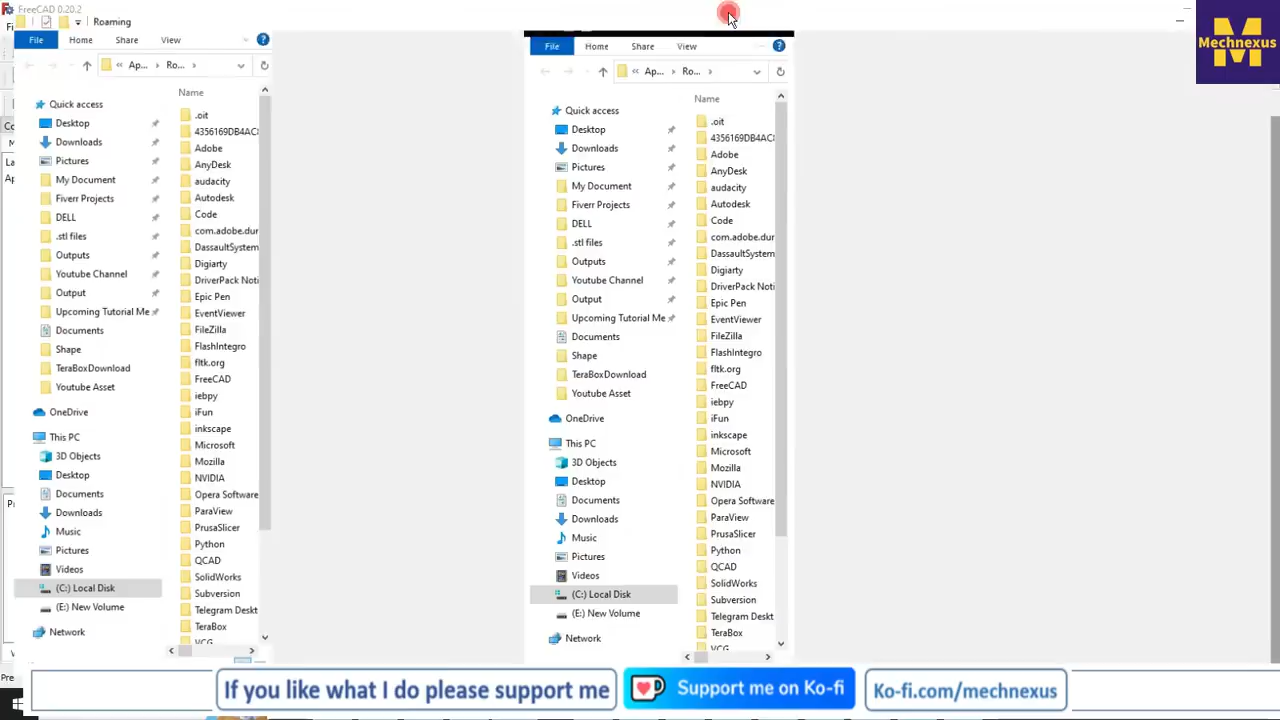 FreeCAD 0.20.2
Roaming
File Home Share View
« Ap... › Ro... ›
Name
Quick access
Desktop
Downloads
Pictures
My Document
Fiverr Projects
DELL
.stl files
Outputs
Youtube Channel
Output
Upcoming Tutorial Me
Documents
Shape
TeraBoxDownload
Youtube Asset
OneDrive
This PC
3D Objects
Desktop
Documents
Downloads
Music
Pictures
Videos
(C:) Local Disk
(E:) New Volume
Network
.oit
4356169DB4AC
Adobe
AnyDesk
audacity
Autodesk
Code
com.adobe.dur
DassaultSystem
Digiarty
DriverPack Noti
Epic Pen
EventViewer
FileZilla
FlashIntegro
fltk.org
FreeCAD
iebpy
iFun
inkscape
Microsoft
Mozilla
NVIDIA
Opera Software
ParaView
PrusaSlicer
Python
QCAD
SolidWorks
Subversion
Telegram Deskt
TeraBox
VCG
File Home Share View
« Ap... › Ro... ›
Name
Quick access
Desktop
Downloads
Pictures
My Document
Fiverr Projects
DELL
.stl files
Outputs
Youtube Channel
Output
Upcoming Tutorial Me
Documents
Shape
TeraBoxDownload
Youtube Asset
OneDrive
This PC
3D Objects
Desktop
Documents
Downloads
Music
Pictures
Videos
(C:) Local Disk
(E:) New Volume
Network
.oit
4356169DB4AC
Adobe
AnyDesk
audacity
Autodesk
Code
com.adobe.dur
DassaultSystem
Digiarty
DriverPack Noti
Epic Pen
EventViewer
FileZilla
FlashIntegro
fltk.org
FreeCAD
iebpy
iFun
inkscape
Microsoft
Mozilla
NVIDIA
Opera Software
ParaView
PrusaSlicer
Python
QCAD
SolidWorks
Subversion
Telegram Deskt
TeraBox
VCG
Mechnexus
If you like what I do please support me
Support me on Ko-fi
Ko-fi.com/mechnexus